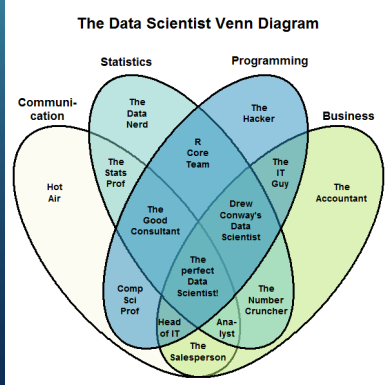 The Data Scientist Venn Diagram
Statistics
Programming
Communi-
cation
Business
The
Data
Nerd
The
Hacker
R
Core
Team
The
Stats
Prof
The
IT
Guy
Hot
Air
The
Accountant
The
Good
Consultant
Drew
Conway's
Data
Scientist
The
perfect
Data
Scientist!
Comp
Sci
Prof
The
Number
Cruncher
Head
of IT
Ana-
lyst
The
Salesperson